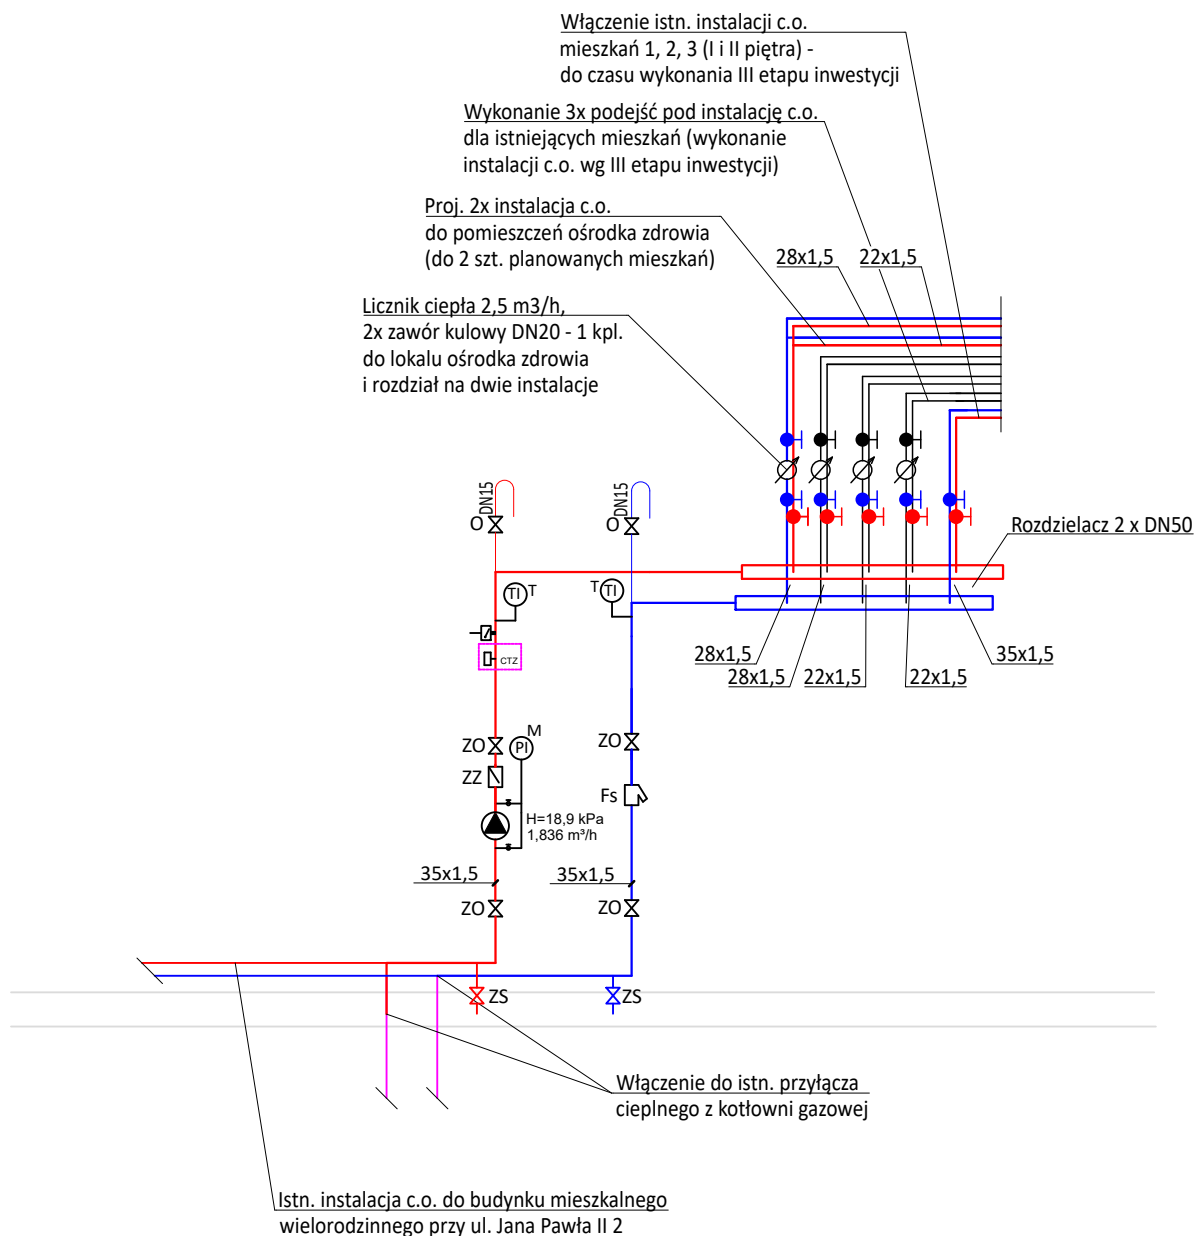 Włączenie istn. instalacji c.o.
mieszkań 1, 2, 3 (I i II piętra) -
do czasu wykonania III etapu inwestycji
Wykonanie 3x podejść pod instalację c.o.
dla istniejących mieszkań (wykonanie
instalacji c.o. wg III etapu inwestycji)
Proj. 2x instalacja c.o.
do pomieszczeń ośrodka zdrowia
(do 2 szt. planowanych mieszkań)
28x1,5
22x1,5
Licznik ciepła 2,5 m3/h,
2x zawór kulowy DN20 - 1 kpl.
do lokalu ośrodka zdrowia
i rozdział na dwie instalacje
DN15
O
DN15
O
Rozdzielacz 2 x DN50
TI
T
T
TI
CTZ
28x1,5
28x1,5
22x1,5
22x1,5
35x1,5
M
PI
ZO
ZO
ZZ
Fs
H=18,9 kPa
1,836 m³/h
35x1,5
35x1,5
ZO
ZO
ZS
ZS
Włączenie do istn. przyłącza
cieplnego z kotłowni gazowej
Istn. instalacja c.o. do budynku mieszkalnego
wielorodzinnego przy ul. Jana Pawła II 2